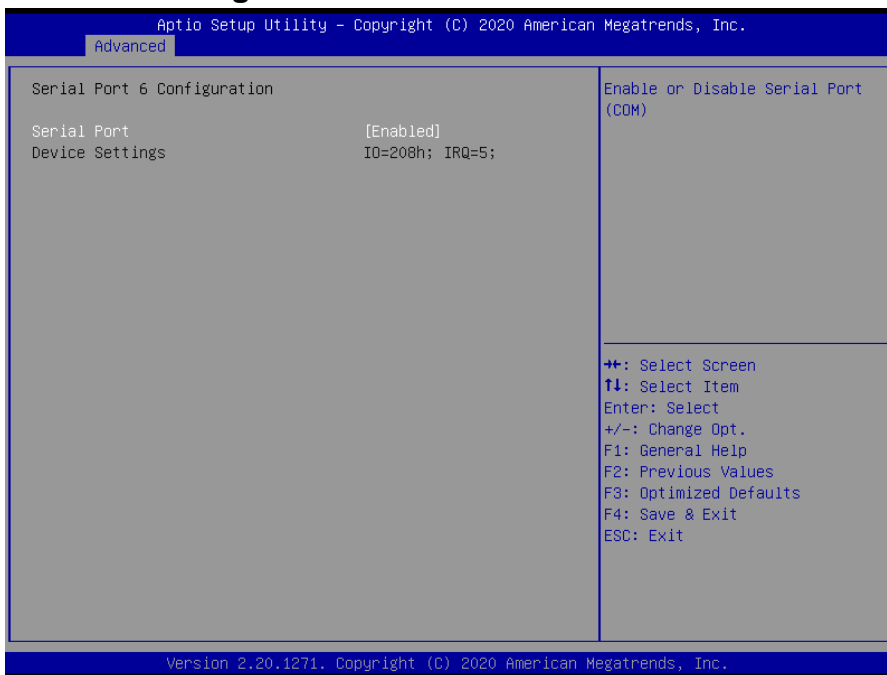 Aptio Setup Utility – Copyright (C) 2020 American Megatrends, Inc.
Advanced
Serial Port 6 Configuration
Serial Port [Enabled]
Device Settings IO=208h; IRQ=5;
Enable or Disable Serial Port
(COM)
→←: Select Screen
↑↓: Select Item
Enter: Select
+/-: Change Opt.
F1: General Help
F2: Previous Values
F3: Optimized Defaults
F4: Save & Exit
ESC: Exit
Version 2.20.1271. Copyright (C) 2020 American Megatrends, Inc.